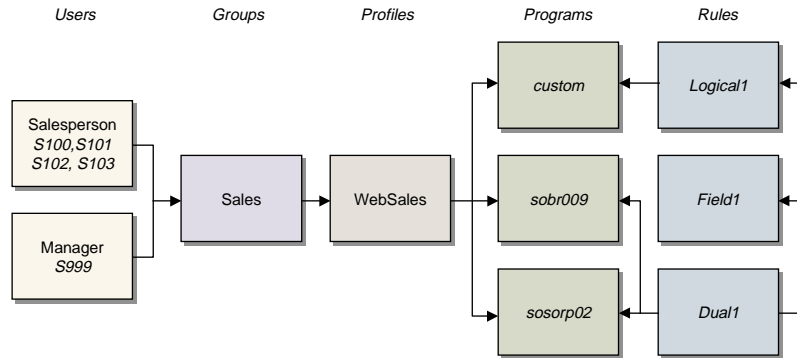 Users
Groups
Profiles
Programs
Rules
Salesperson
S100,S101
S102, S103
Manager
S999
Sales
WebSales
custom
sobr009
sosorp02
Logical1
Field1
Dual1